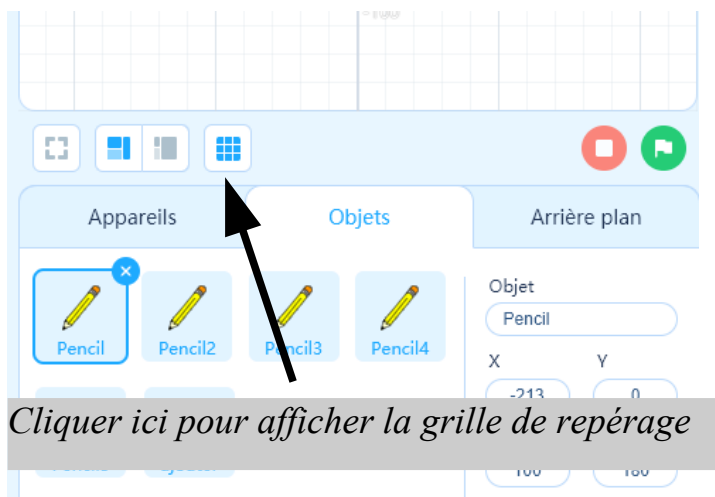 -180
Appareils Objets Arrière plan
Objet
Pencil
Pencil Pencil2 Pencil3 Pencil4
X Y
-213 0
Cliquer ici pour afficher la grille de repérage
100 180